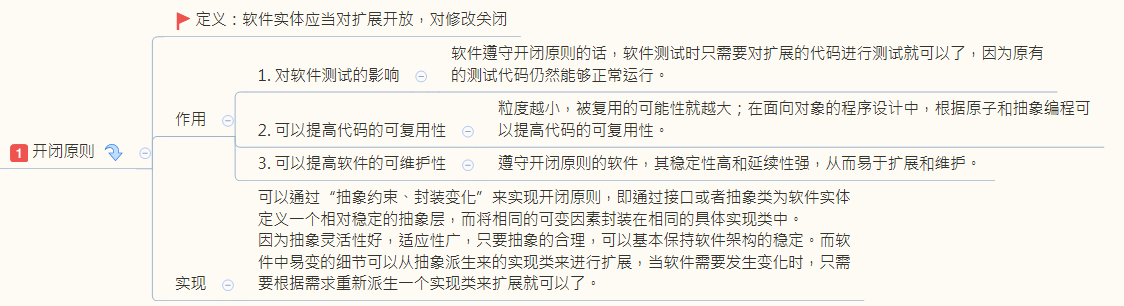 定义：软件实体应当对扩展开放，对修改关闭
1. 对软件测试的影响
软件遵守开闭原则的话，软件测试时只需要对扩展的代码进行测试就可以了，因为原有
的测试代码仍然能够正常运行。
作用
2. 可以提高代码的可复用性
粒度越小，被复用的可能性就越大；在面向对象的程序设计中，根据原子和抽象编程可
以提高代码的可复用性。
1 开闭原则
3. 可以提高软件的可维护性
遵守开闭原则的软件，其稳定性高和延续性强，从而易于扩展和维护。
实现
可以通过“抽象约束、封装变化”来实现开闭原则，即通过接口或者抽象类为软件实体
定义一个相对稳定的抽象层，而将相同的可变因素封装在相同的具体实现类中。
因为抽象灵活性好，适应性广，只要抽象的合理，可以基本保持软件架构的稳定。而软
件中易变的细节可以从抽象派生来的实现类来进行扩展，当软件需要发生变化时，只需
要根据需求重新派生一个实现类来扩展就可以了。